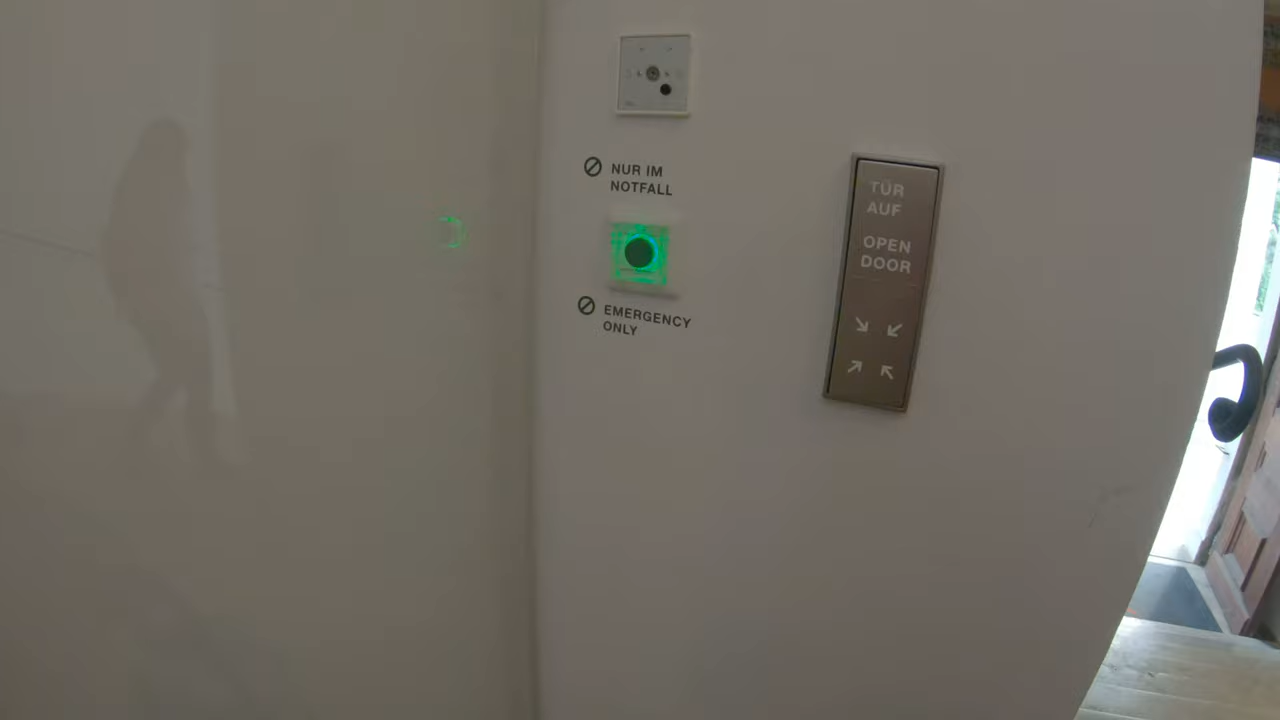 NUR IM
NOTFALL
EMERGENCY
ONLY
TÜR
AUF
OPEN
DOOR